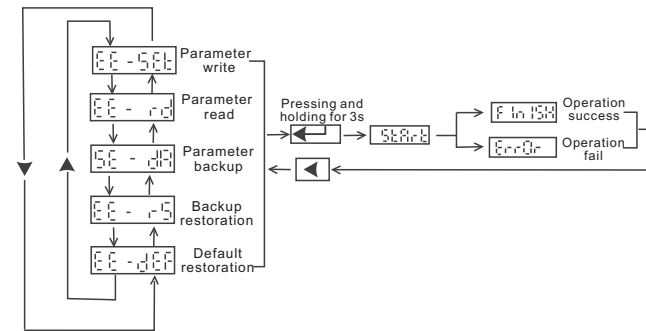 EE-SEt
Parameter
write
EE - rd
Parameter
read
SE - dA
Parameter
backup
EE - rS
Backup
restoration
EE-dEF
Default
restoration
Pressing and
holding for 3s
StArt
FInISH
Operation
success
ErrOr
Operation
fail